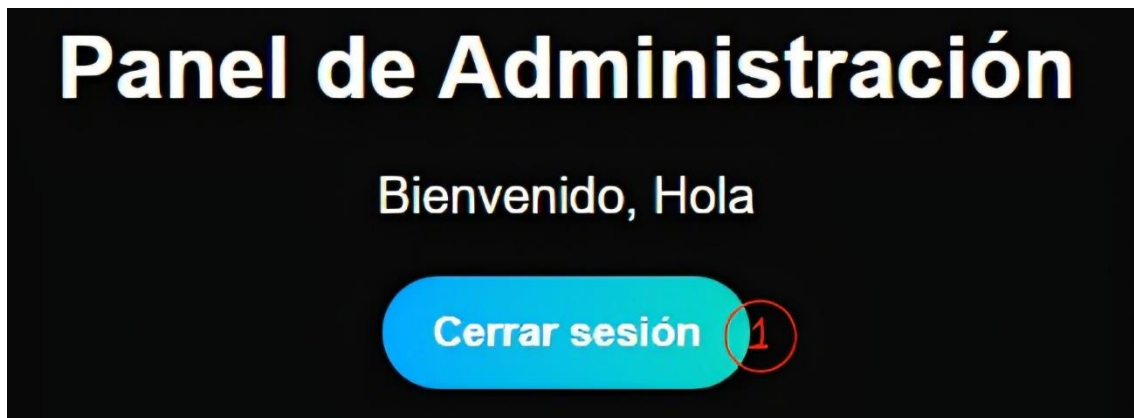 Panel de Administración
Bienvenido, Hola
Cerrar sesión 1